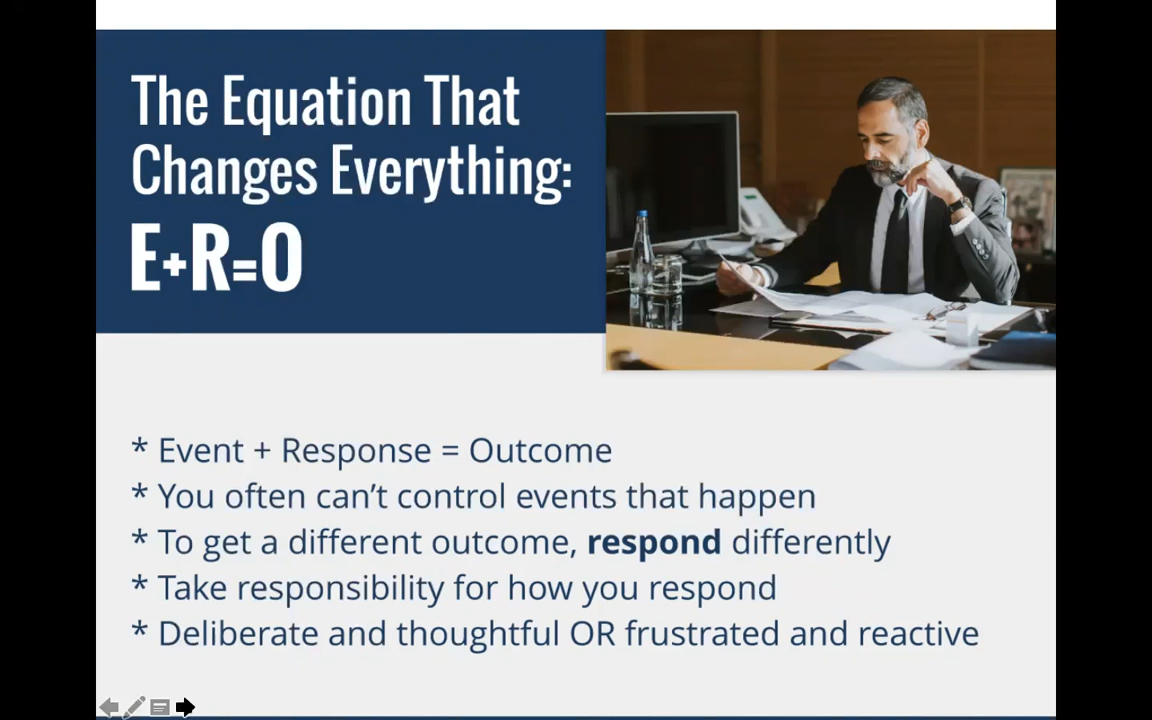 The Equation That
Changes Everything:
E+R=O
* Event + Response = Outcome
* You often can’t control events that happen
* To get a different outcome, respond differently
* Take responsibility for how you respond
* Deliberate and thoughtful OR frustrated and reactive